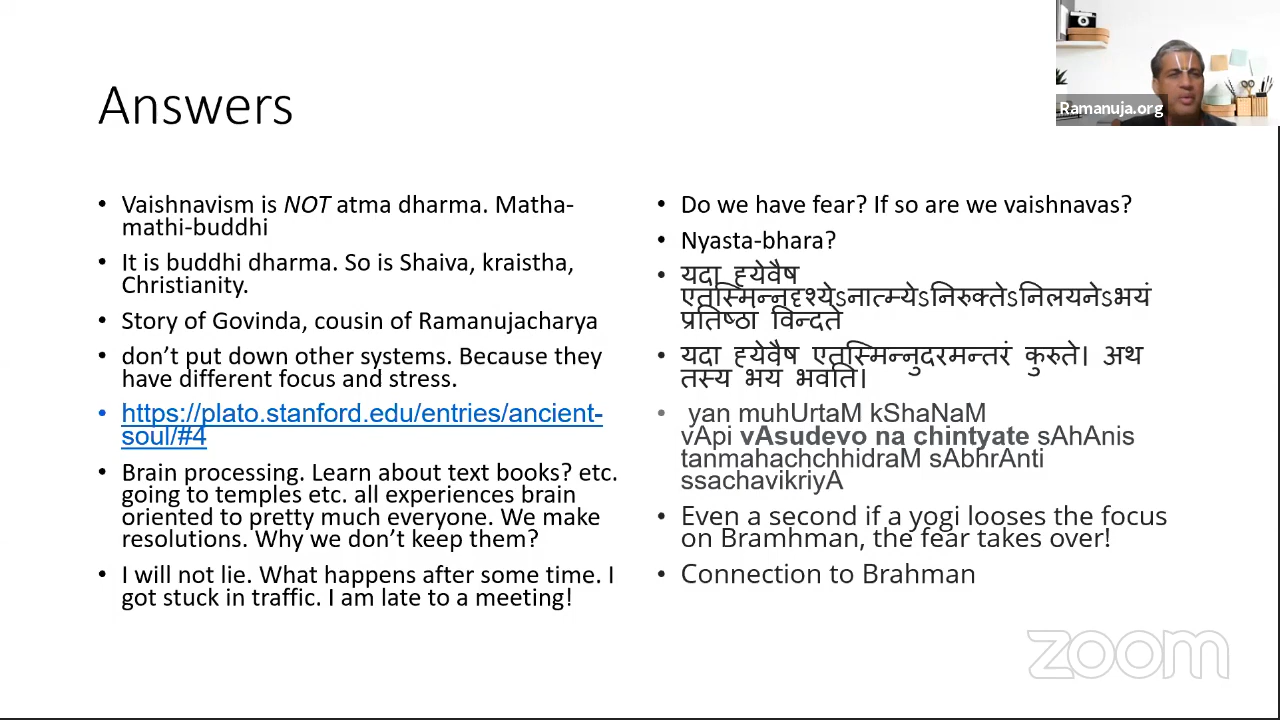 Ramanuja.org
Answers
• Vaishnavism is NOT atma dharma. Matha-
mathi-buddhi
• It is buddhi dharma. So is Shaiva, kraistha,
Christianity.
• Story of Govinda, cousin of Ramanujacharya
• don’t put down other systems. Because they
have different focus and stress.
• https://plato.stanford.edu/entries/ancient-
soul/#4
• Brain processing. Learn about text books? etc.
going to temples etc. all experiences brain
oriented to pretty much everyone. We make
resolutions. Why we don’t keep them?
• I will not lie. What happens after some time. I
got stuck in traffic. I am late to a meeting!
• Do we have fear? If so are we vaishnavas?
• Nyasta-bhara?
• यदा ह्येवैष
एतस्मिन्नदृश्येऽनात्म्येऽनिरुक्तेऽनिलयनेऽभयं
प्रतिष्ठा विन्दते
• यदा ह्येवैष एतस्मिन्नुदरमन्तरं कुरुते। अथ
तस्य भय भवति।
• yan muhUrtaM kShaNaM
vApi vAsudevo na chintyate sAhAnis
tanmahachchhidraM sAbhrAnti
ssachavikriyA
• Even a second if a yogi looses the focus
on Bramhman, the fear takes over!
• Connection to Brahman
zoom